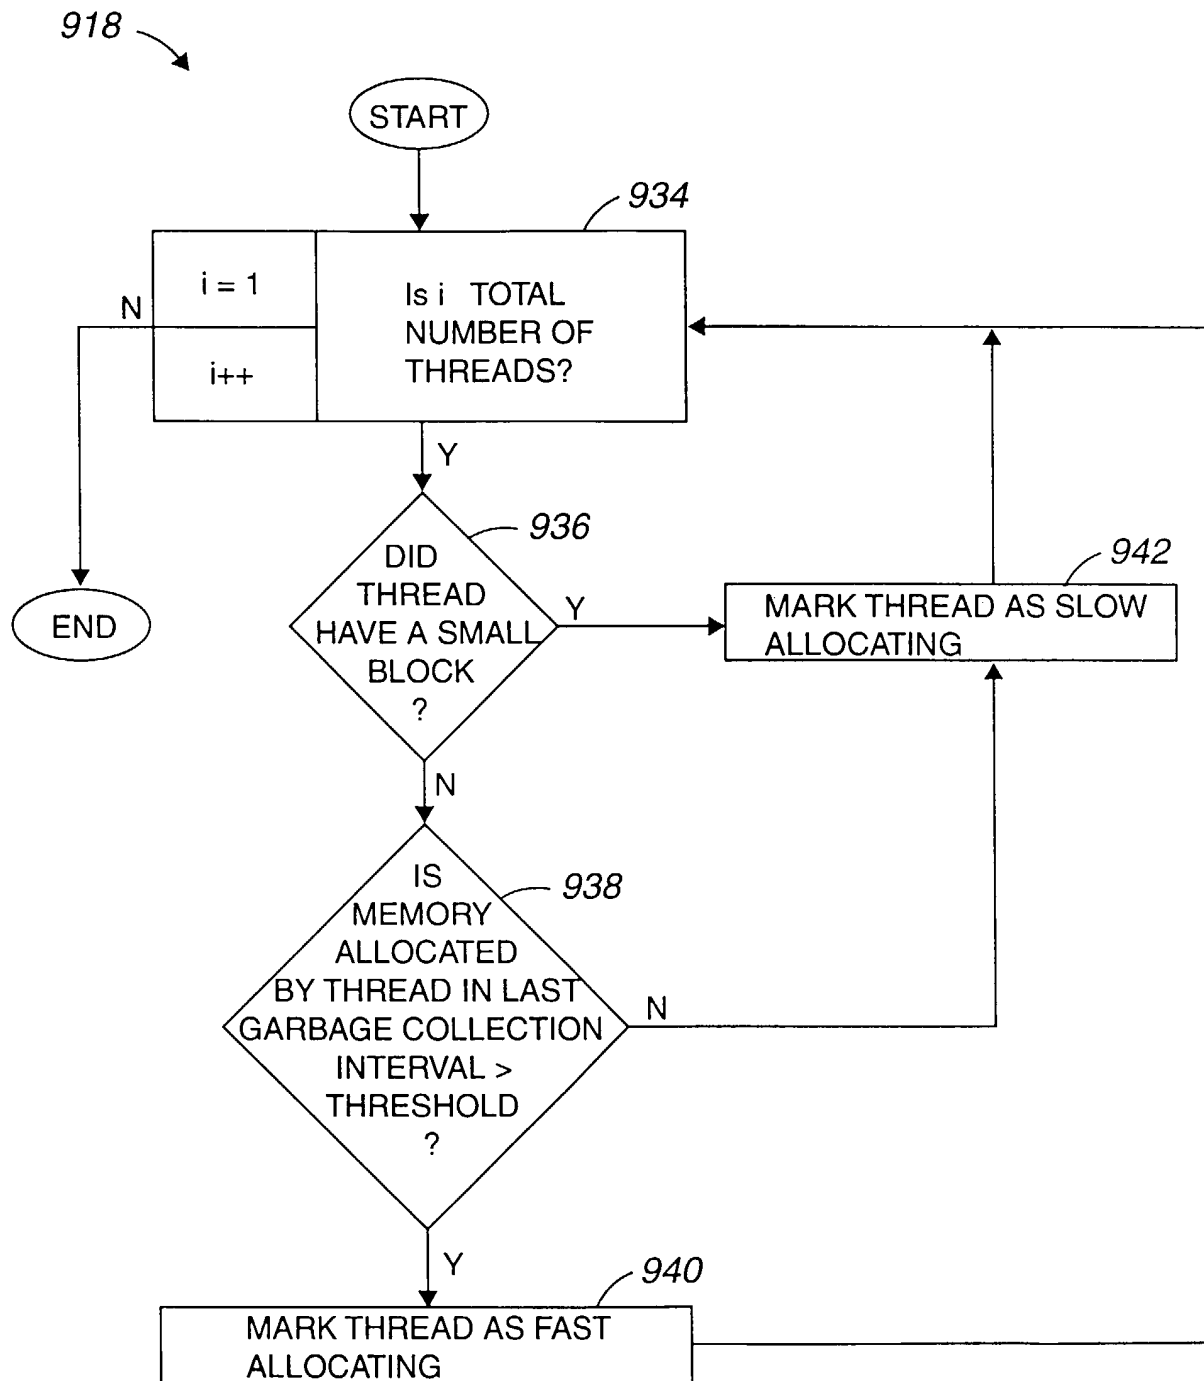 918
START
934
i = 1
Is i TOTAL
NUMBER OF
THREADS?
N
i++
Y
936
DID
THREAD
HAVE A SMALL
BLOCK
?
Y
942
MARK THREAD AS SLOW
ALLOCATING
END
N
938
IS
MEMORY
ALLOCATED
BY THREAD IN LAST
GARBAGE COLLECTION
INTERVAL >
THRESHOLD
?
N
Y
940
MARK THREAD AS FAST
ALLOCATING